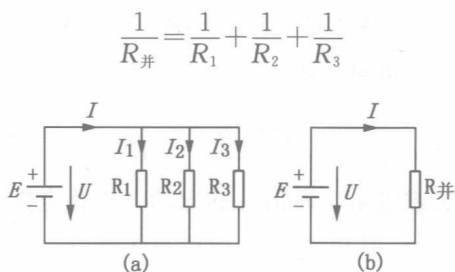 1/R并 = 1/R₁ + 1/R₂ + 1/R₃
I I
+ I₁ I₂ I₃ +
E U R₁ R₂ R₃ E U R并
− −
(a) (b)